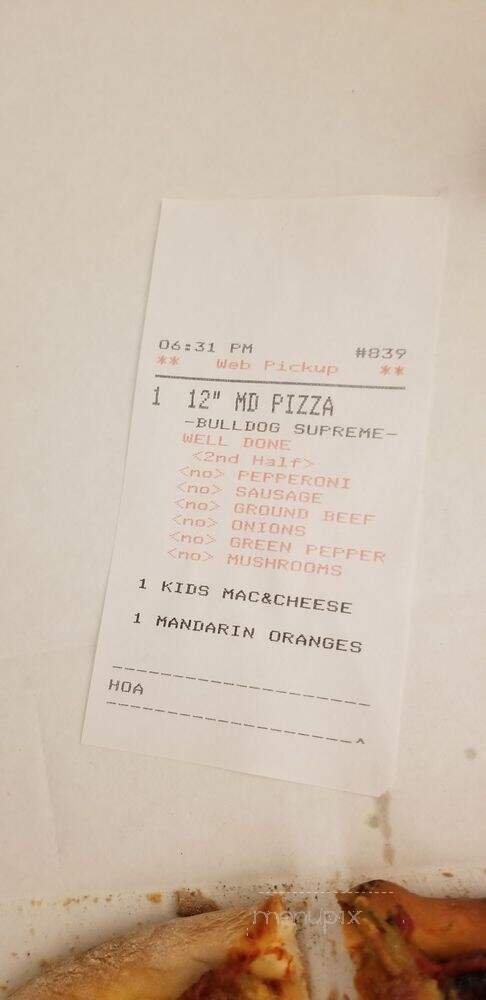 06:31 PM #839
** Web Pickup **
1 12" MD PIZZA
-BULLDOG SUPREME-
WELL DONE
<2nd Half>
<no> PEPPERONI
<no> SAUSAGE
<no> GROUND BEEF
<no> ONIONS
<no> GREEN PEPPER
<no> MUSHROOMS
1 KIDS MAC&CHEESE
1 MANDARIN ORANGES
HOA
^
menupix